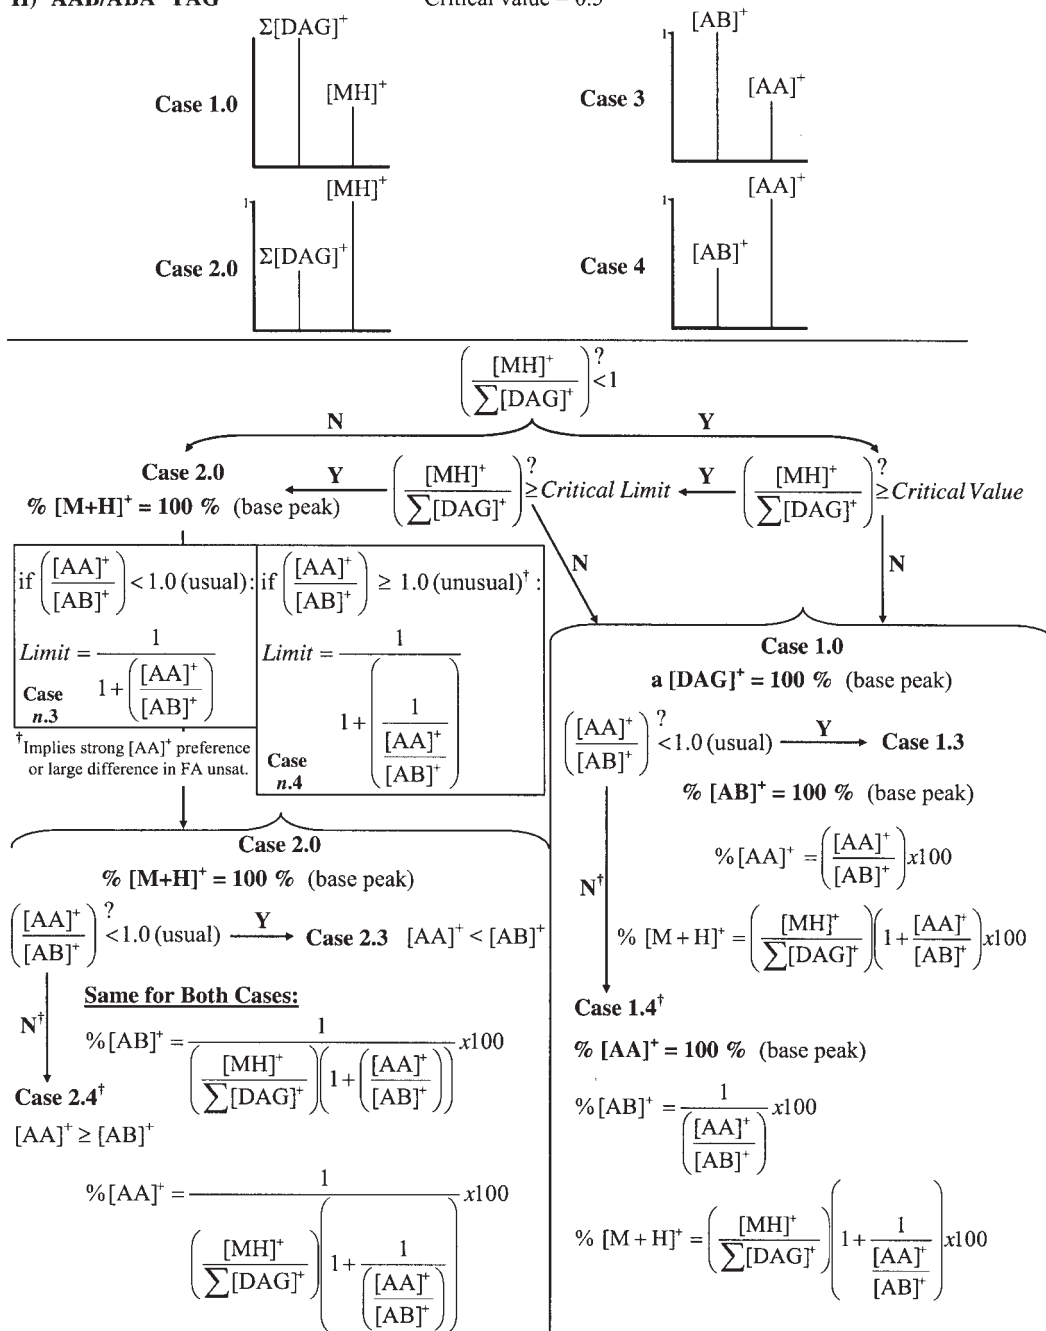 II) AAB/ABA TAG Critical Value = 0.5
Σ[DAG]⁺
[MH]⁺
Case 1.0
1
[AB]⁺
[AA]⁺
Case 3
1
[MH]⁺
Σ[DAG]⁺
Case 2.0
1
[AA]⁺
[AB]⁺
Case 4
([MH]⁺ / ∑[DAG]⁺) <? 1
N
Y
Case 2.0
% [M+H]⁺ = 100 % (base peak)
Y
([MH]⁺ / ∑[DAG]⁺) ≥? Critical Limit
Y
([MH]⁺ / ∑[DAG]⁺) ≥? Critical Value
N
N
if ([AA]⁺ / [AB]⁺) < 1.0 (usual):
Limit = 1 / (1 + ([AA]⁺ / [AB]⁺))
Case
n.3
if ([AA]⁺ / [AB]⁺) ≥ 1.0 (unusual)†:
Limit = 1 / (1 + (1 / ([AA]⁺ / [AB]⁺)))
Case
n.4
†Implies strong [AA]⁺ preference
or large difference in FA unsat.
Case 2.0
% [M+H]⁺ = 100 % (base peak)
([AA]⁺ / [AB]⁺) <? 1.0 (usual) Y Case 2.3 [AA]⁺ < [AB]⁺
N†
Same for Both Cases:
%[AB]⁺ = 1 / (([MH]⁺ / ∑[DAG]⁺)(1 + ([AA]⁺ / [AB]⁺))) x100
Case 2.4†
[AA]⁺ ≥ [AB]⁺
%[AA]⁺ = 1 / (([MH]⁺ / ∑[DAG]⁺)(1 + 1 / ([AA]⁺ / [AB]⁺))) x100
Case 1.0
a [DAG]⁺ = 100 % (base peak)
([AA]⁺ / [AB]⁺) <? 1.0 (usual) Y Case 1.3
% [AB]⁺ = 100 % (base peak)
%[AA]⁺ = ([AA]⁺ / [AB]⁺) x100
N†
% [M + H]⁺ = ([MH]⁺ / ∑[DAG]⁺)(1 + [AA]⁺ / [AB]⁺) x100
Case 1.4†
% [AA]⁺ = 100 % (base peak)
%[AB]⁺ = 1 / ([AA]⁺ / [AB]⁺) x100
% [M + H]⁺ = ([MH]⁺ / ∑[DAG]⁺)(1 + 1 / ([AA]⁺ / [AB]⁺)) x100